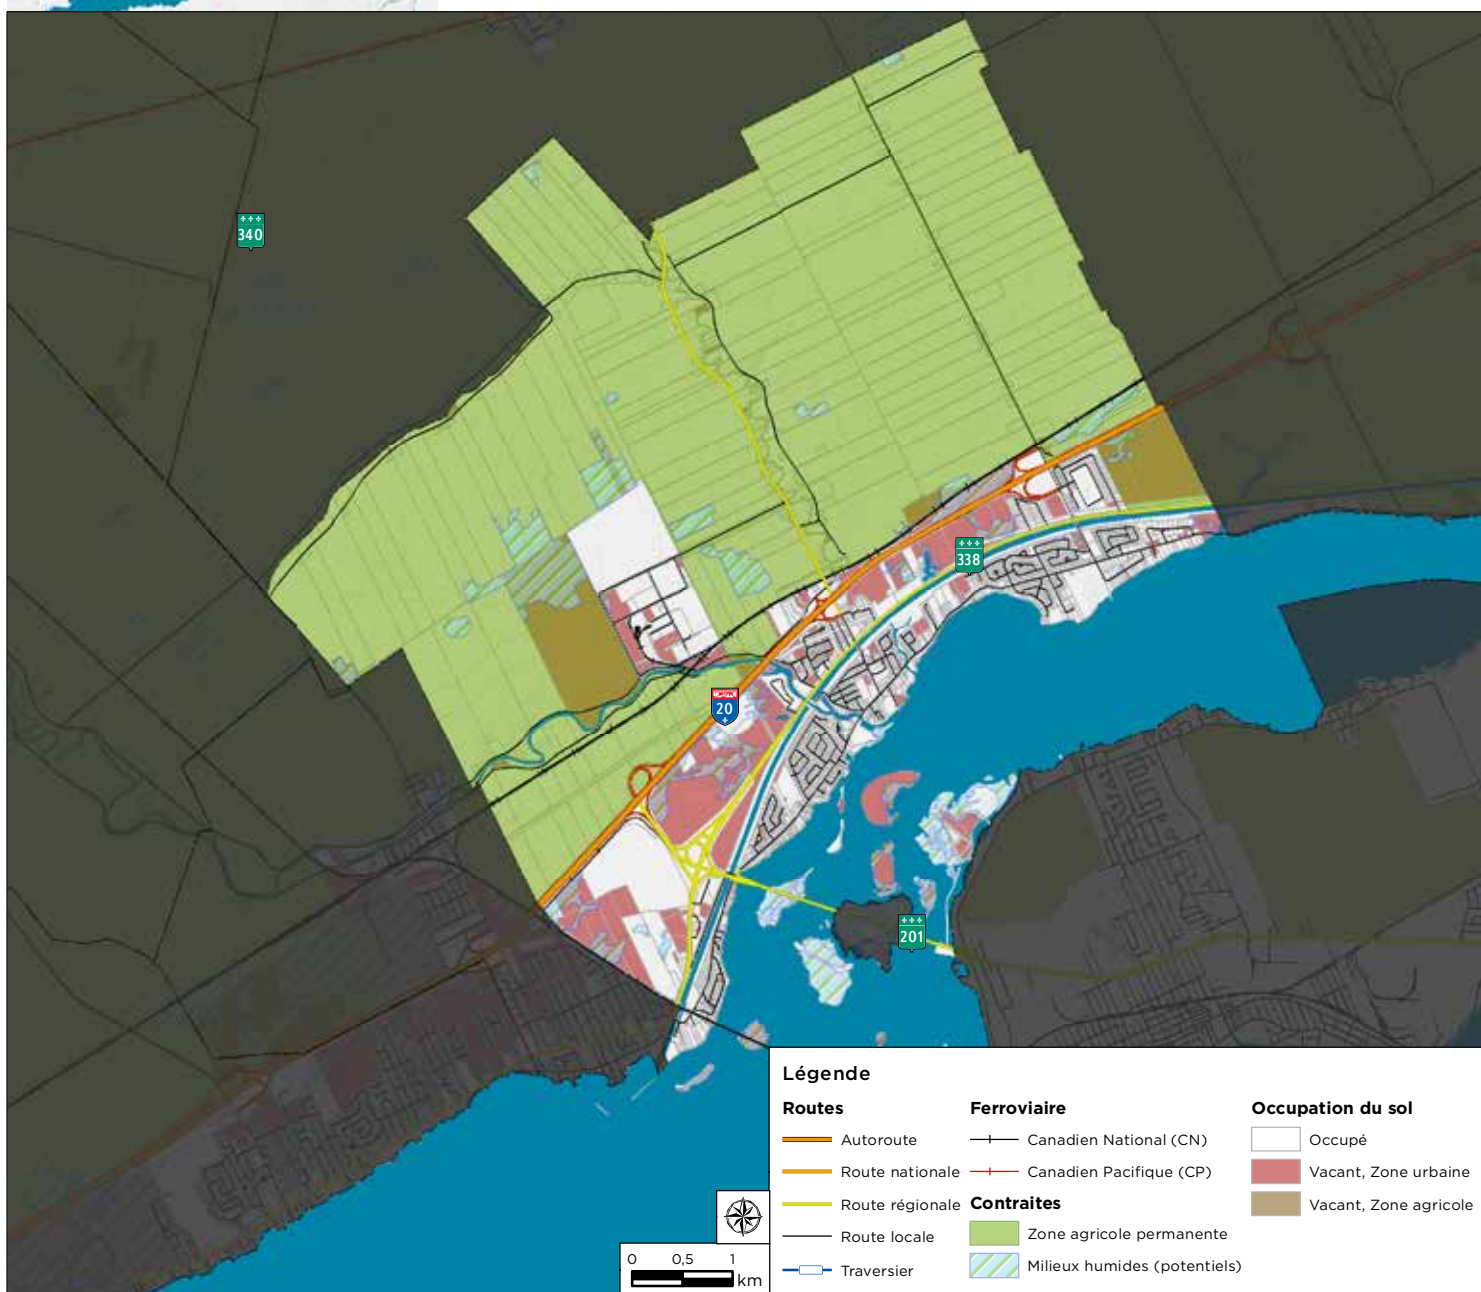 340
338
20
201
Légende
Routes
Autoroute
Route nationale
Route régionale
Route locale
Traversier
Ferroviaire
Canadien National (CN)
Canadien Pacifique (CP)
Contraites
Zone agricole permanente
Milieux humides (potentiels)
Occupation du sol
Occupé
Vacant, Zone urbaine
Vacant, Zone agricole
0 0,5 1
km